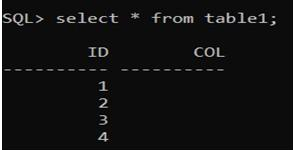 SQL> select * from table1;
ID COL
---------- ----------
1
2
3
4